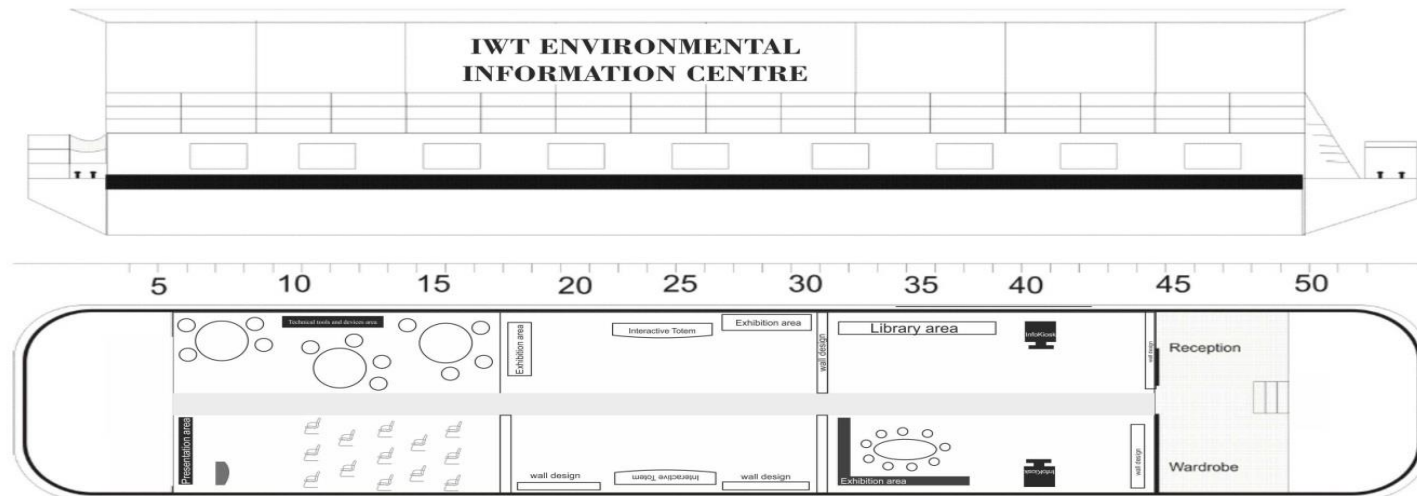 IWT ENVIRONMENTAL
INFORMATION CENTRE
5 10 15 20 25 30 35 40 45 50
Technical tools and devices area
Exhibition area
Interactive Totem
Exhibition area
wall design
Library area
InfoKiosk
wall design
Reception
Presentation area
wall design
Interactive Totem
wall design
Exhibition area
InfoKiosk
wall design
Wardrobe